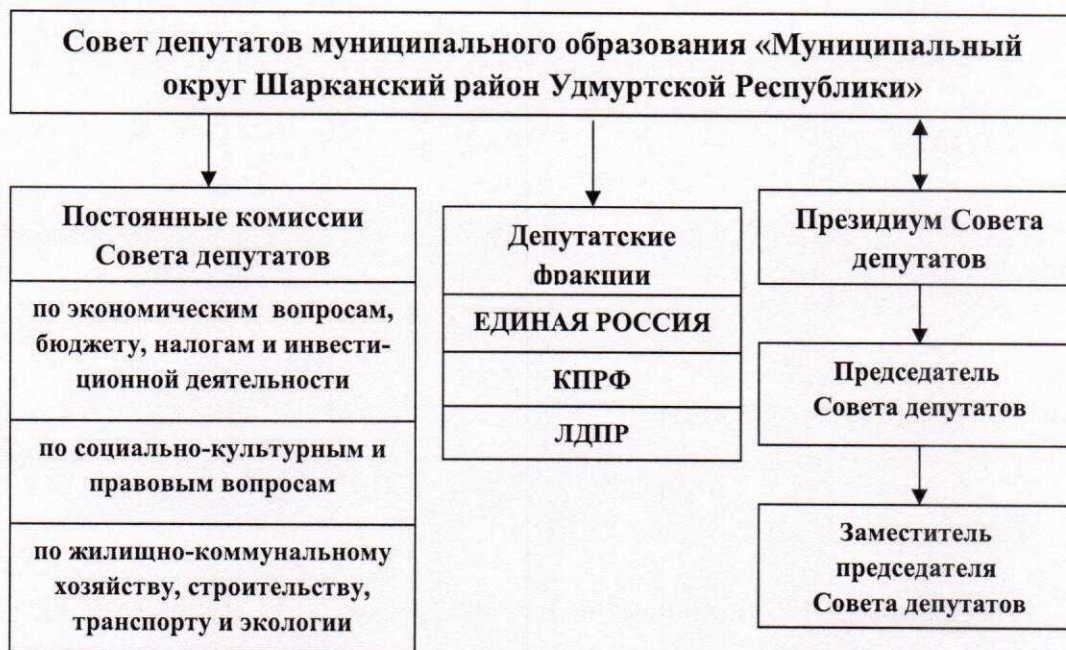 Совет депутатов муниципального образования «Муниципальный
округ Шарканский район Удмуртской Республики»
Постоянные комиссии
Совета депутатов
по экономическим вопросам,
бюджету, налогам и инвести-
ционной деятельности
по социально-культурным и
правовым вопросам
по жилищно-коммунальному
хозяйству, строительству,
транспорту и экологии
Депутатские
фракции
ЕДИНАЯ РОССИЯ
КПРФ
ЛДПР
Президиум Совета
депутатов
Председатель
Совета депутатов
Заместитель
председателя
Совета депутатов